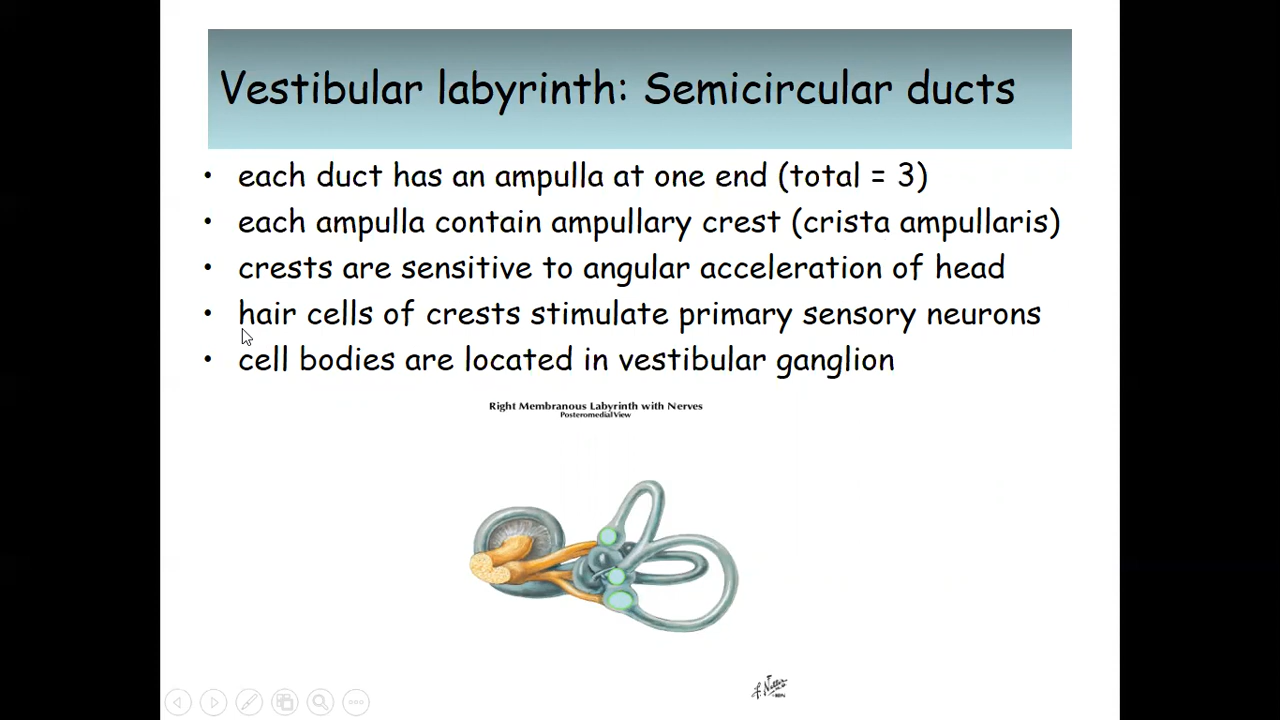 Vestibular labyrinth: Semicircular ducts
• each duct has an ampulla at one end (total = 3)
• each ampulla contain ampullary crest (crista ampullaris)
• crests are sensitive to angular acceleration of head
• hair cells of crests stimulate primary sensory neurons
• cell bodies are located in vestibular ganglion
Right Membranous Labyrinth with Nerves
Posteromedial View